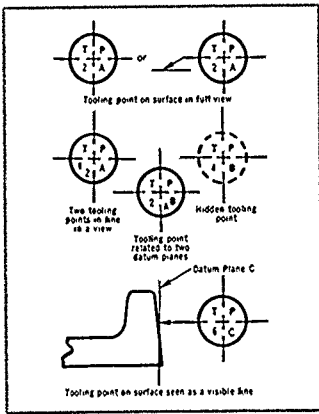 T P T P
2 A or 2 A
Tooling point on surface in full view
T P T P
1 2 A 4 B
T P
2 A B
Two tooling
points in line
in a view
Hidden tooling
point
Tooling point
related to two
datum planes
Datum Plane C
T P
6 C
Tooling point on surface seen as a visible line